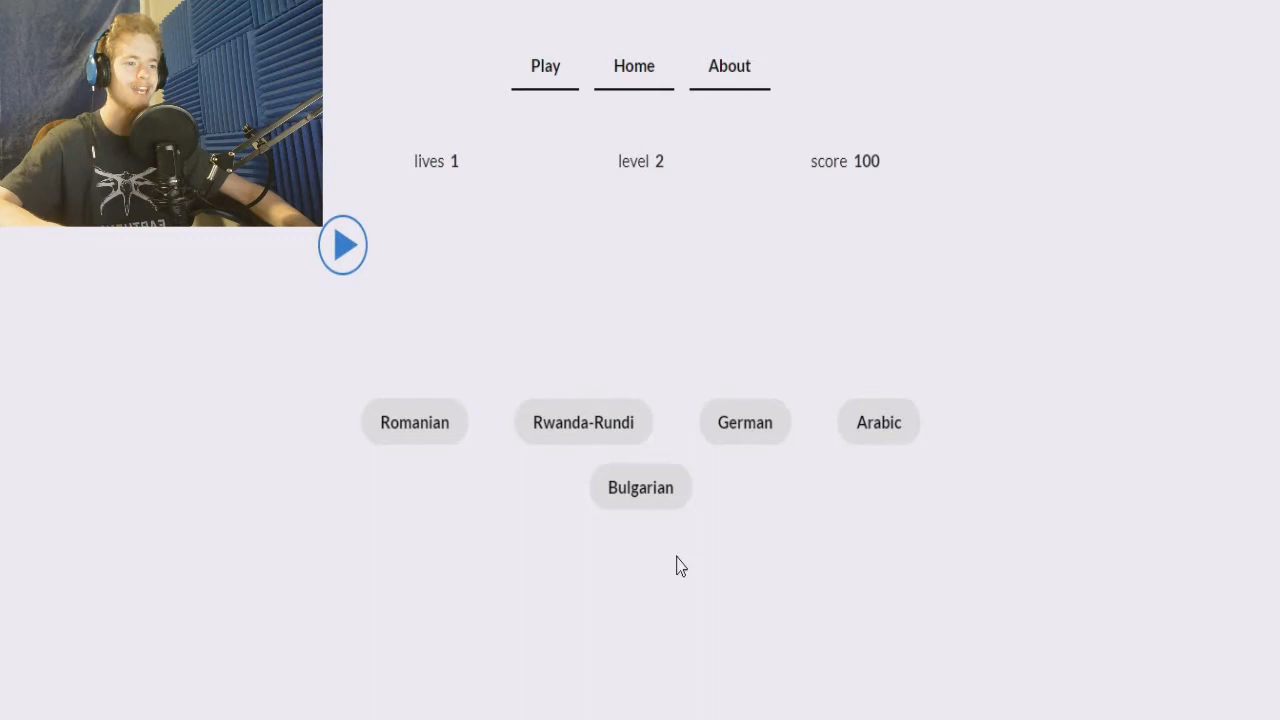 Play Home About
lives 1 level 2 score 100
Romanian Rwanda-Rundi German Arabic
Bulgarian